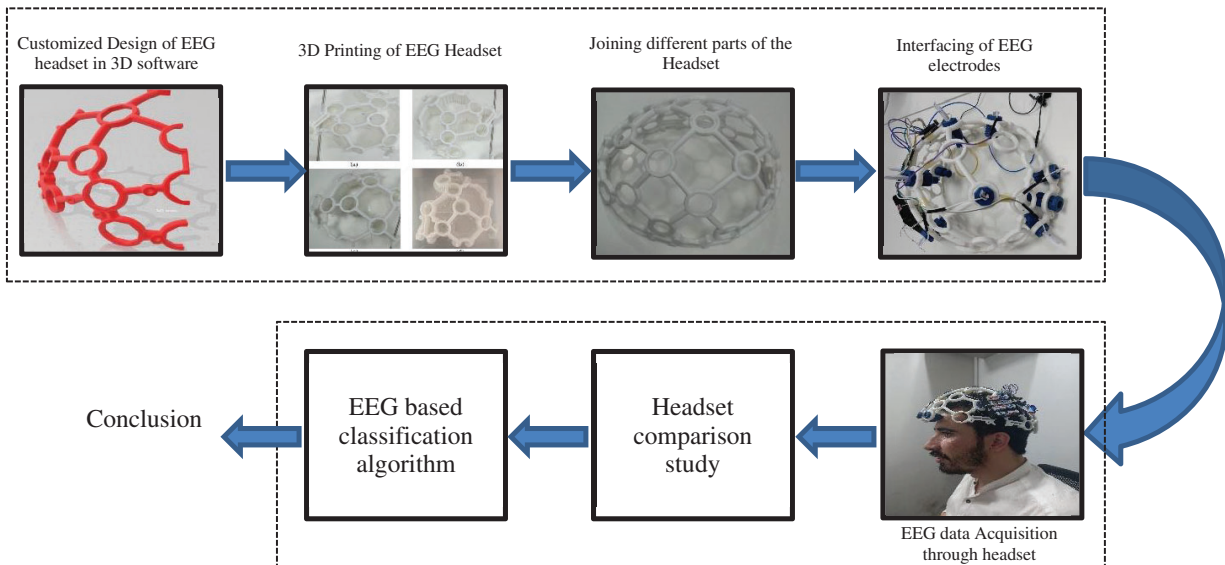 Customized Design of EEG
headset in 3D software
3D Printing of EEG Headset
Joining different parts of the
Headset
Interfacing of EEG
electrodes
(a)
(b)
Conclusion
EEG based
classification
algorithm
Headset
comparison
study
EEG data Acquisition
through headset